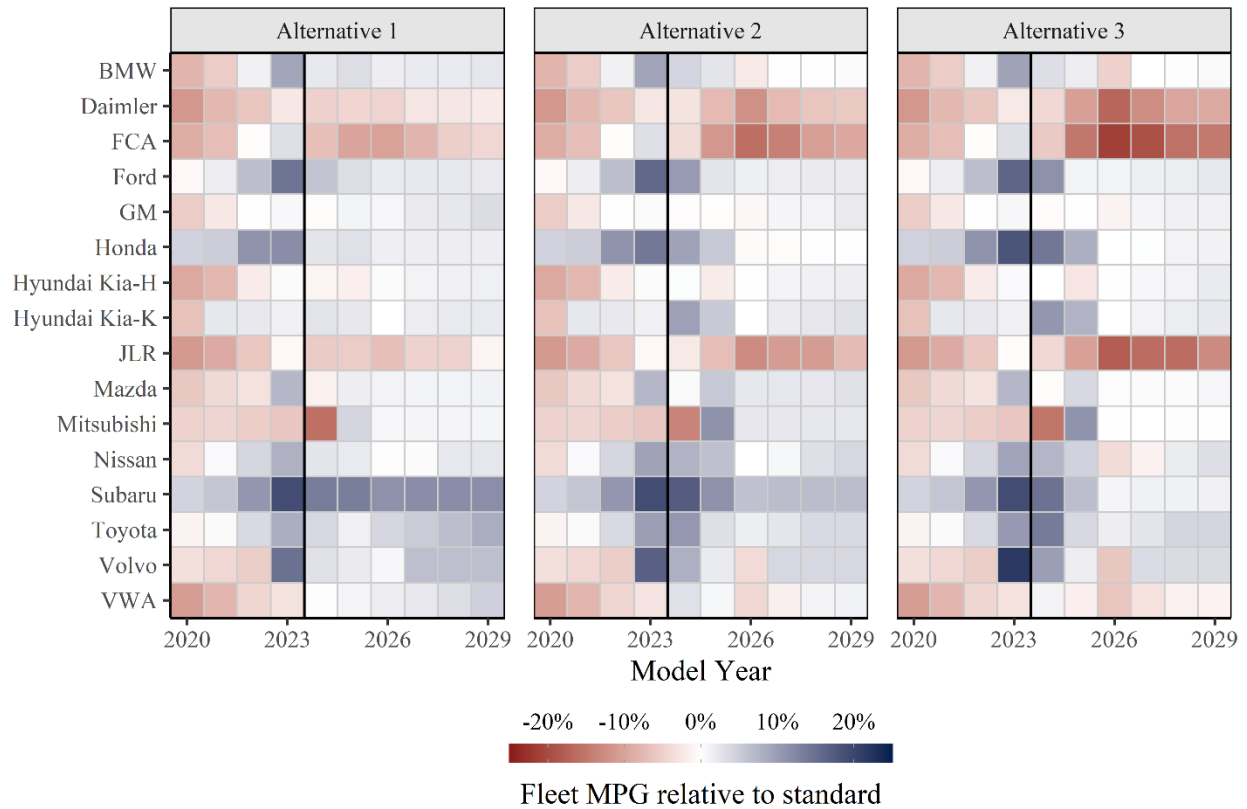 Alternative 1 Alternative 2 Alternative 3
BMW
Daimler
FCA
Ford
GM
Honda
Hyundai Kia-H
Hyundai Kia-K
JLR
Mazda
Mitsubishi
Nissan
Subaru
Toyota
Volvo
VWA
2020 2023 2026 2029 2020 2023 2026 2029 2020 2023 2026 2029
Model Year
-20% -10% 0% 10% 20%
Fleet MPG relative to standard